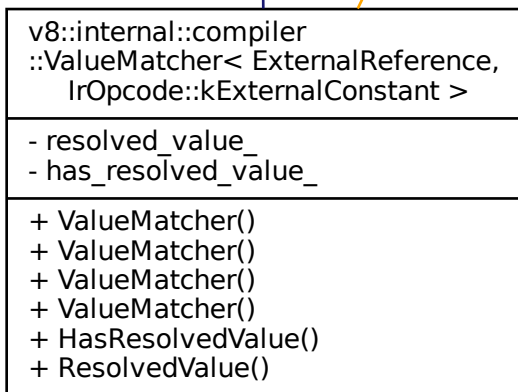 v8::internal::compiler
::ValueMatcher< ExternalReference,
IrOpcode::kExternalConstant >
- resolved_value_
- has_resolved_value_
+ ValueMatcher()
+ ValueMatcher()
+ ValueMatcher()
+ ValueMatcher()
+ HasResolvedValue()
+ ResolvedValue()